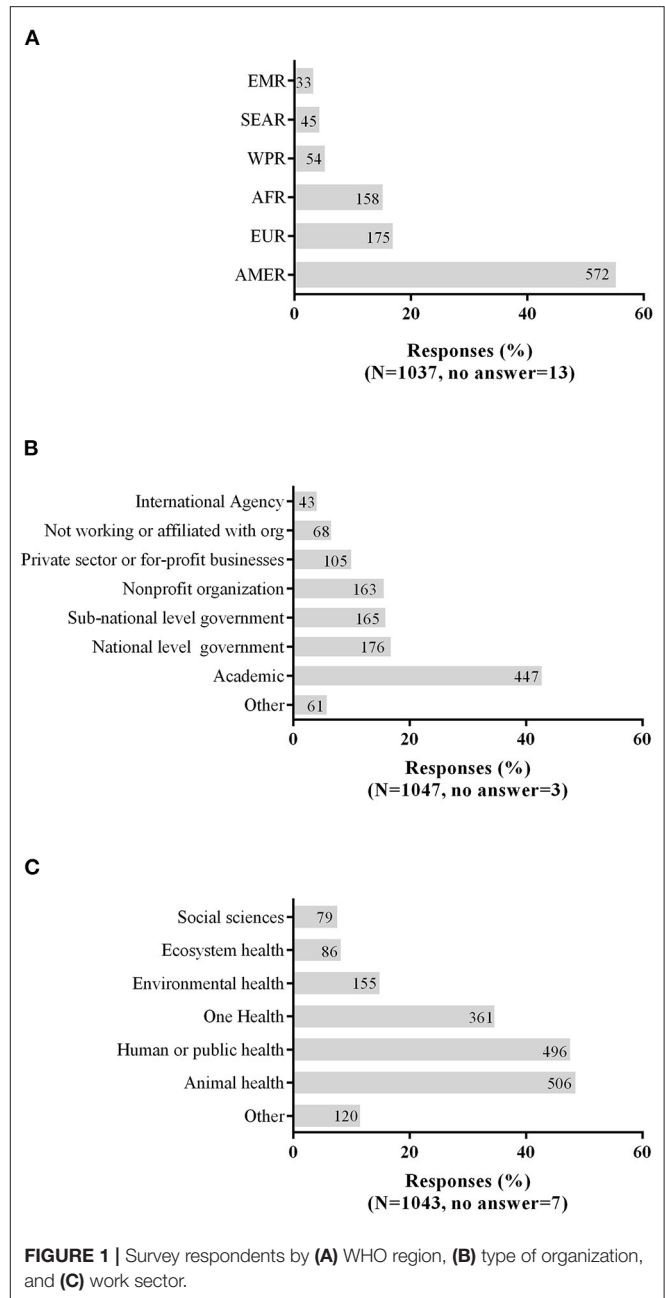 A
EMR 33
SEAR 45
WPR 54
AFR 158
EUR 175
AMER 572
0 20 40 60
Responses (%)
(N=1037, no answer=13)
B
International Agency 43
Not working or affiliated with org 68
Private sector or for-profit businesses 105
Nonprofit organization 163
Sub-national level government 165
National level government 176
Academic 447
Other 61
0 20 40 60
Responses (%)
(N=1047, no answer=3)
C
Social sciences 79
Ecosystem health 86
Environmental health 155
One Health 361
Human or public health 496
Animal health 506
Other 120
0 20 40 60
Responses (%)
(N=1043, no answer=7)
FIGURE 1 | Survey respondents by (A) WHO region, (B) type of organization,
and (C) work sector.